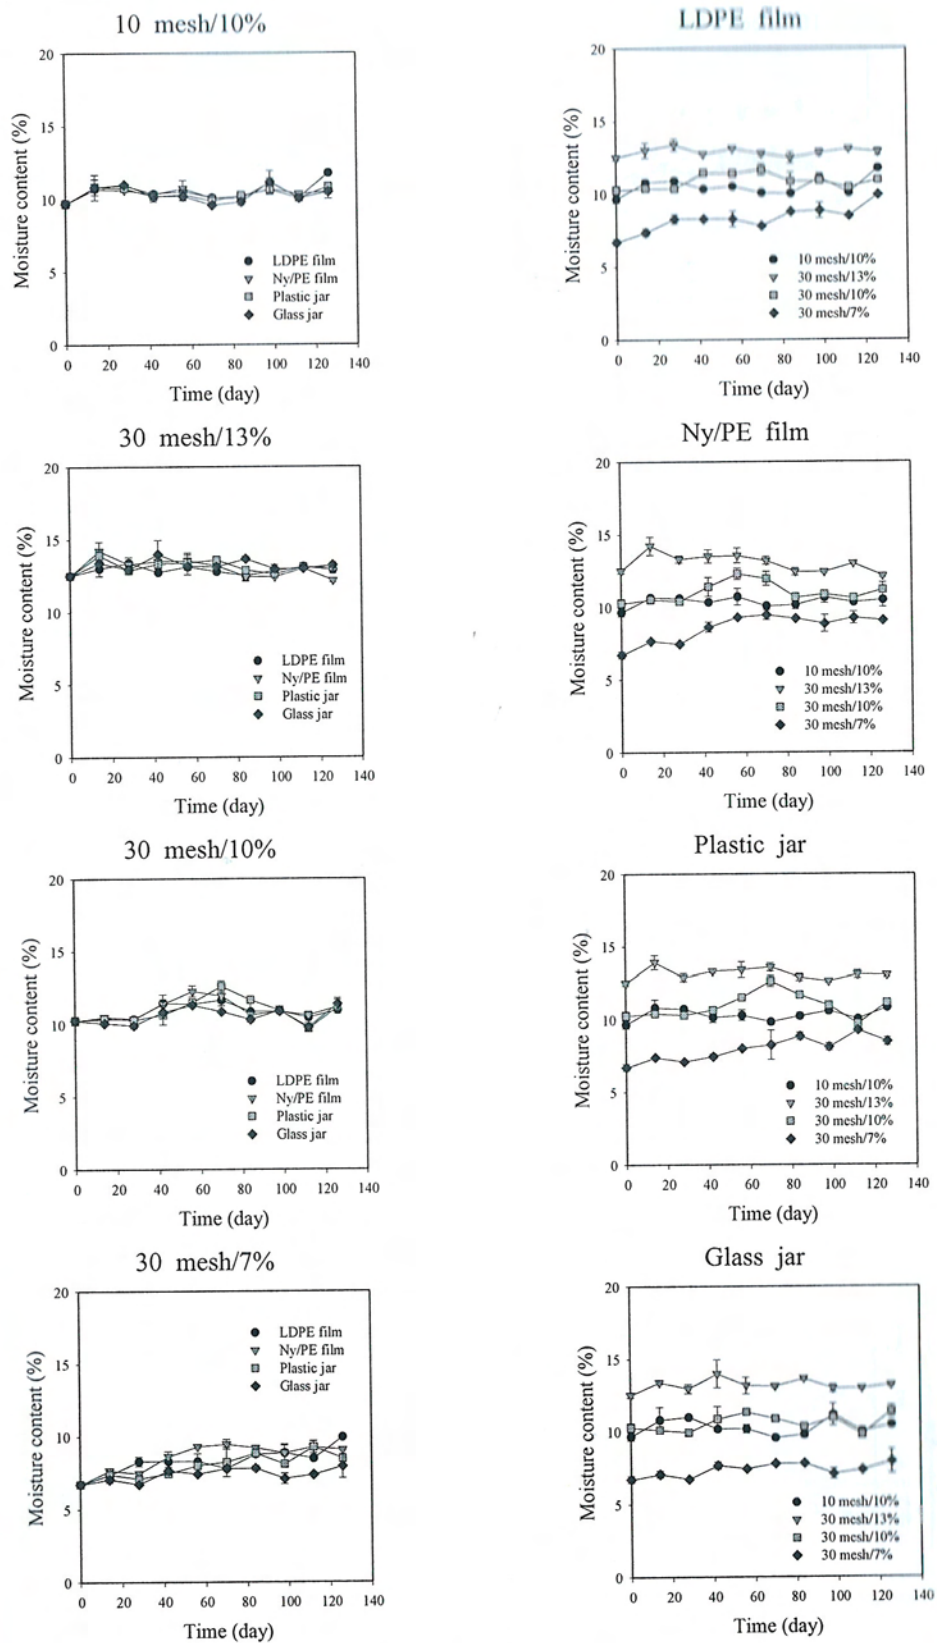 10 mesh/10%
20
15
10
5
0
Moisture content (%)
LDPE film
Ny/PE film
Plastic jar
Glass jar
0 20 40 60 80 100 120 140
Time (day)
LDPE film
20
15
10
5
0
Moisture content (%)
10 mesh/10%
30 mesh/13%
30 mesh/10%
30 mesh/7%
0 20 40 60 80 100 120 140
Time (day)
30 mesh/13%
20
15
10
5
0
Moisture content (%)
LDPE film
Ny/PE film
Plastic jar
Glass jar
0 20 40 60 80 100 120 140
Time (day)
Ny/PE film
20
15
10
5
0
Moisture content (%)
10 mesh/10%
30 mesh/13%
30 mesh/10%
30 mesh/7%
0 20 40 60 80 100 120 140
Time (day)
30 mesh/10%
20
15
10
5
0
Moisture content (%)
LDPE film
Ny/PE film
Plastic jar
Glass jar
0 20 40 60 80 100 120 140
Time (day)
Plastic jar
20
15
10
5
0
Moisture content (%)
10 mesh/10%
30 mesh/13%
30 mesh/10%
30 mesh/7%
0 20 40 60 80 100 120 140
Time (day)
30 mesh/7%
20
15
10
5
0
Moisture content (%)
LDPE film
Ny/PE film
Plastic jar
Glass jar
0 20 40 60 80 100 120 140
Time (day)
Glass jar
20
15
10
5
0
Moisture content (%)
10 mesh/10%
30 mesh/13%
30 mesh/10%
30 mesh/7%
0 20 40 60 80 100 120 140
Time (day)